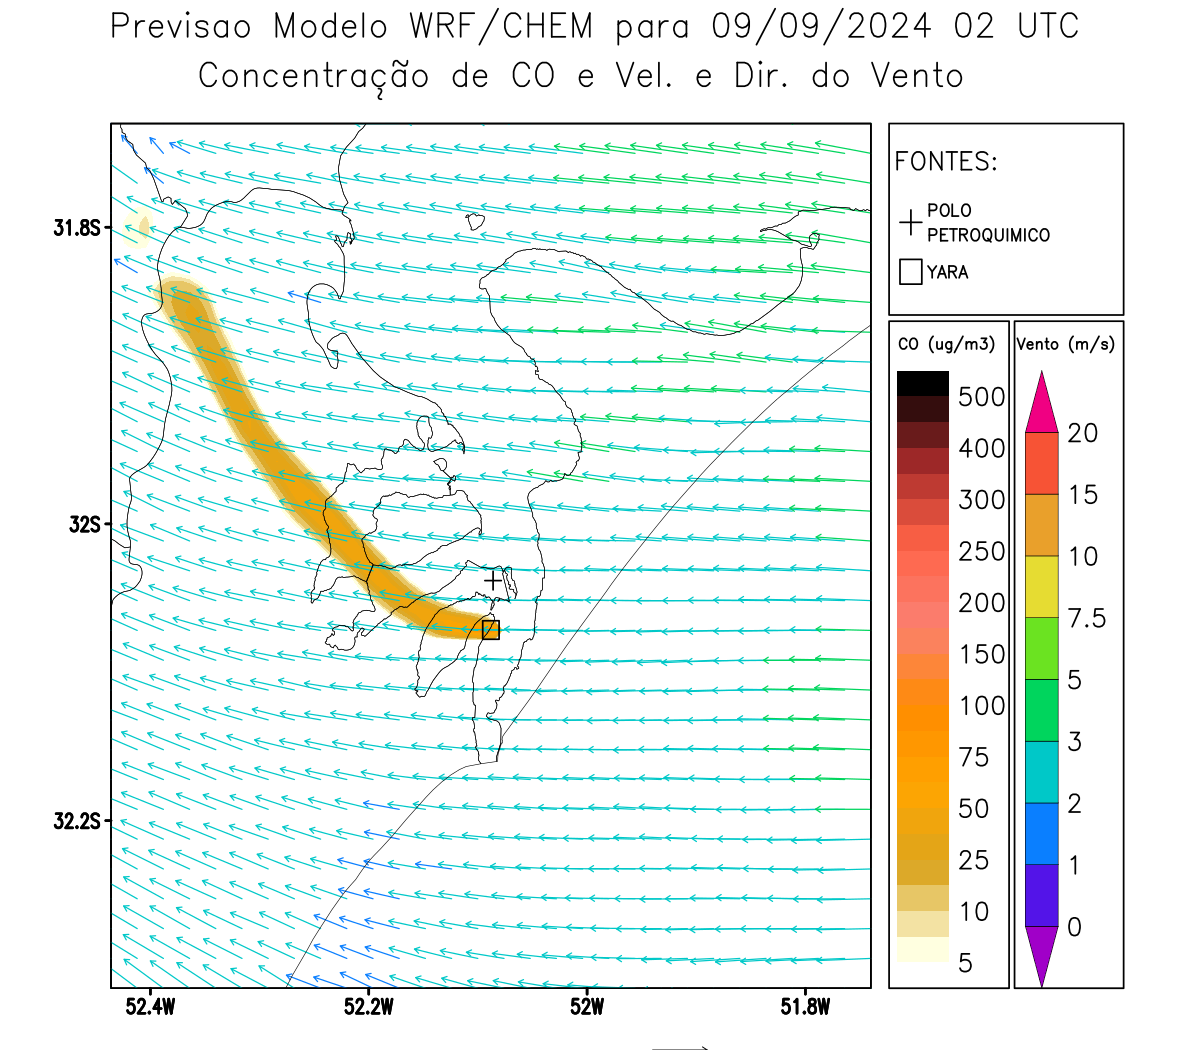 Previsao Modelo WRF/CHEM para 09/09/2024 02 UTC
Concentração de CO e Vel. e Dir. do Vento
FONTES:
POLO
PETROQUIMICO
YARA
CO (ug/m3)
500
400
300
250
200
150
100
75
50
25
10
5
Vento (m/s)
20
15
10
7.5
5
3
2
1
0
31.8S
32S
32.2S
52.4W
52.2W
52W
51.8W